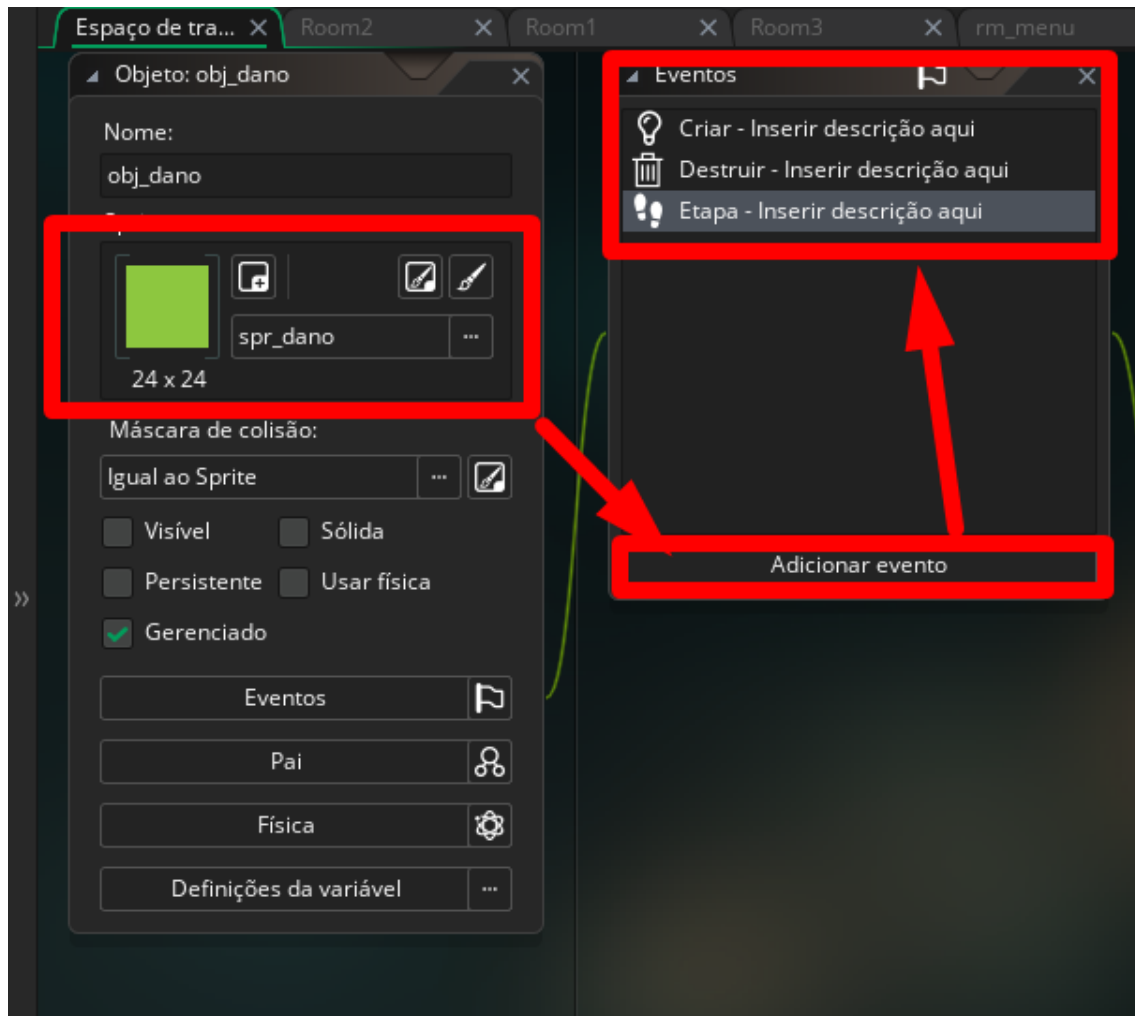 Espaço de tra...
Room2
Room1
Room3
rm_menu
Objeto: obj_dano
Nome:
obj_dano
spr_dano
24 x 24
Máscara de colisão:
Igual ao Sprite
Visível
Sólida
Persistente
Usar física
Gerenciado
Eventos
Pai
Física
Definições da variável
Eventos
Criar - Inserir descrição aqui
Destruir - Inserir descrição aqui
Etapa - Inserir descrição aqui
Adicionar evento